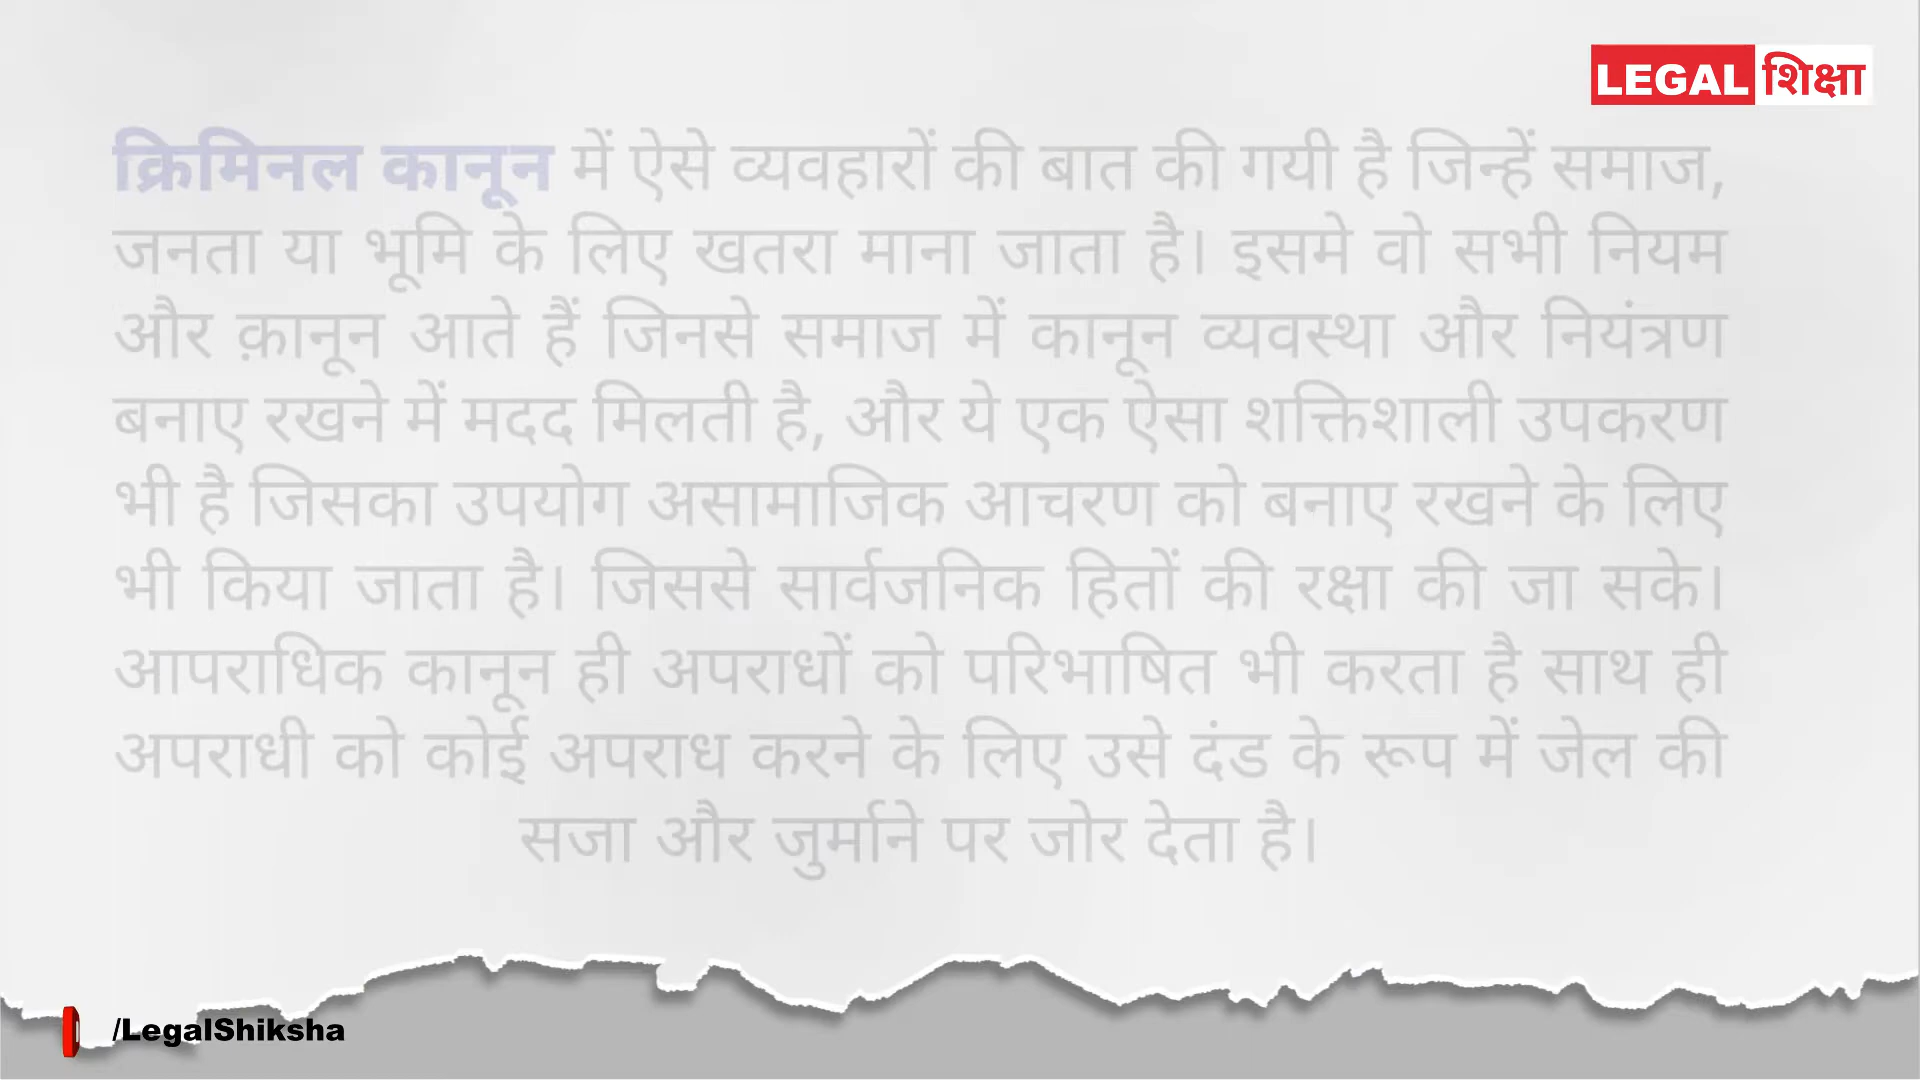 LEGAL शिक्षा
क्रिमिनल कानून में ऐसे व्यवहारों की बात की गयी है जिन्हें समाज,
जनता या भूमि के लिए खतरा माना जाता है। इसमे वो सभी नियम
और क़ानून आते हैं जिनसे समाज में कानून व्यवस्था और नियंत्रण
बनाए रखने में मदद मिलती है, और ये एक ऐसा शक्तिशाली उपकरण
भी है जिसका उपयोग असामाजिक आचरण को बनाए रखने के लिए
भी किया जाता है। जिससे सार्वजनिक हितों की रक्षा की जा सके।
आपराधिक कानून ही अपराधों को परिभाषित भी करता है साथ ही
अपराधी को कोई अपराध करने के लिए उसे दंड के रूप में जेल की
सजा और जुर्माने पर जोर देता है।
/LegalShiksha